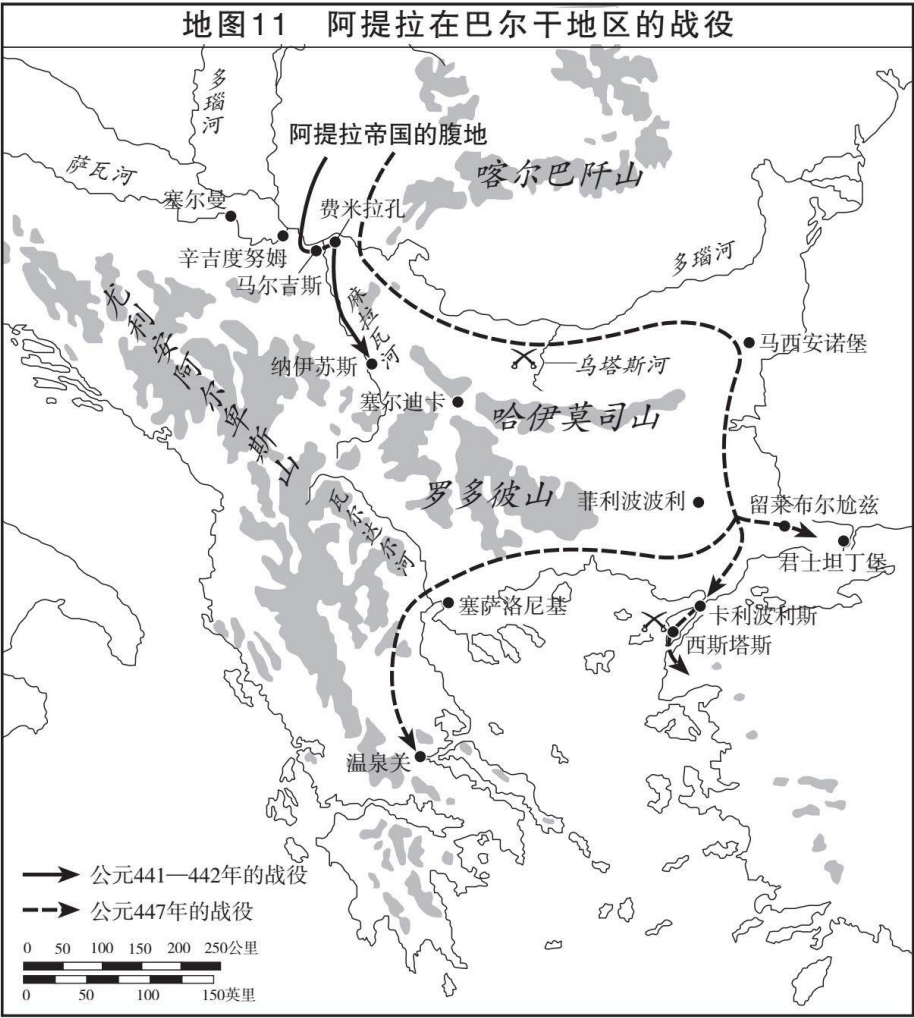 地图11 阿提拉在巴尔干地区的战役
多瑙河
阿提拉帝国的腹地
萨瓦河
喀尔巴阡山
塞尔曼
费米拉孔
辛吉度努姆
多瑙河
马尔吉斯
尤利安阿尔卑斯山
麻拉瓦河
马西安诺堡
纳伊苏斯
乌塔斯河
塞尔迪卡
哈伊莫司山
罗多彼山
菲利波波利
留莱布尔尬兹
瓦尔达尔河
君士坦丁堡
塞萨洛尼基
卡利波利斯
西斯塔斯
温泉关
公元441—442年的战役
公元447年的战役
0 50 100 150 200 250公里
0 50 100 150英里